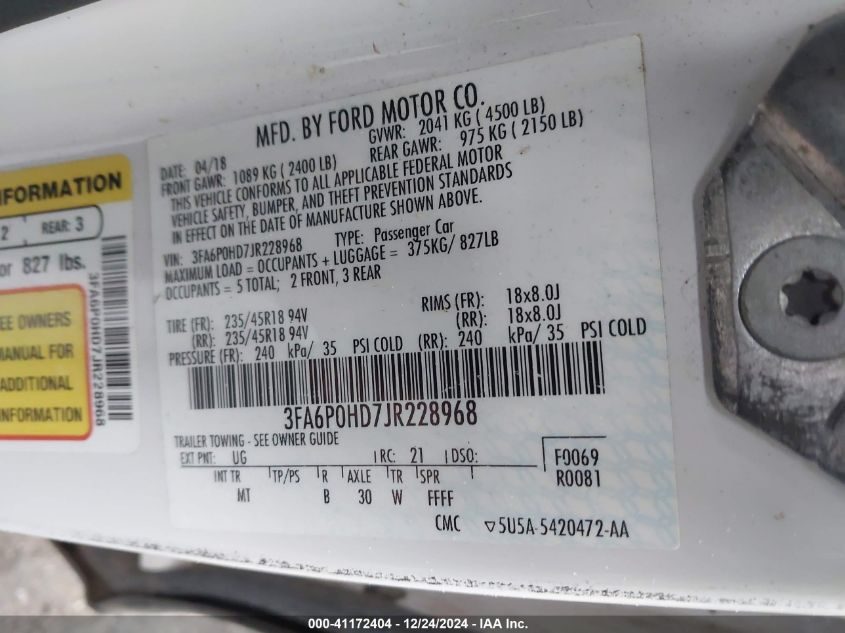 MFD. BY FORD MOTOR CO.
DATE: 04/18 GVWR: 2041 KG ( 4500 LB)
FRONT GAWR: 1089 KG ( 2400 LB) REAR GAWR: 975 KG ( 2150 LB)
THIS VEHICLE CONFORMS TO ALL APPLICABLE FEDERAL MOTOR
VEHICLE SAFETY, BUMPER, AND THEFT PREVENTION STANDARDS
IN EFFECT ON THE DATE OF MANUFACTURE SHOWN ABOVE.
VIN: 3FA6P0HD7JR228968 TYPE: Passenger Car
MAXIMUM LOAD = OCCUPANTS + LUGGAGE = 375KG/ 827LB
OCCUPANTS = 5 TOTAL; 2 FRONT, 3 REAR
TIRE (FR): 235/45R18 94V RIMS (FR): 18x8.0J
(RR): 235/45R18 94V (RR): 18x8.0J
PRESSURE (FR): 240 kPa/ 35 PSI COLD (RR): 240 kPa/ 35 PSI COLD
3FA6P0HD7JR228968
TRAILER TOWING - SEE OWNER GUIDE
EXT PNT: UG RC: 21 DSO:
F0069
R0081
INT TR TP/PS R AXLE TR SPR
MT B 30 W FFFF
CMC ▽5U5A-5420472-AA
INFORMATION
2 REAR: 3
or 827 lbs.
3FA6P0HD7JR228968
EE OWNERS
MANUAL FOR
ADDITIONAL
INFORMATION
000-41172404 - 12/24/2024 - IAA Inc.